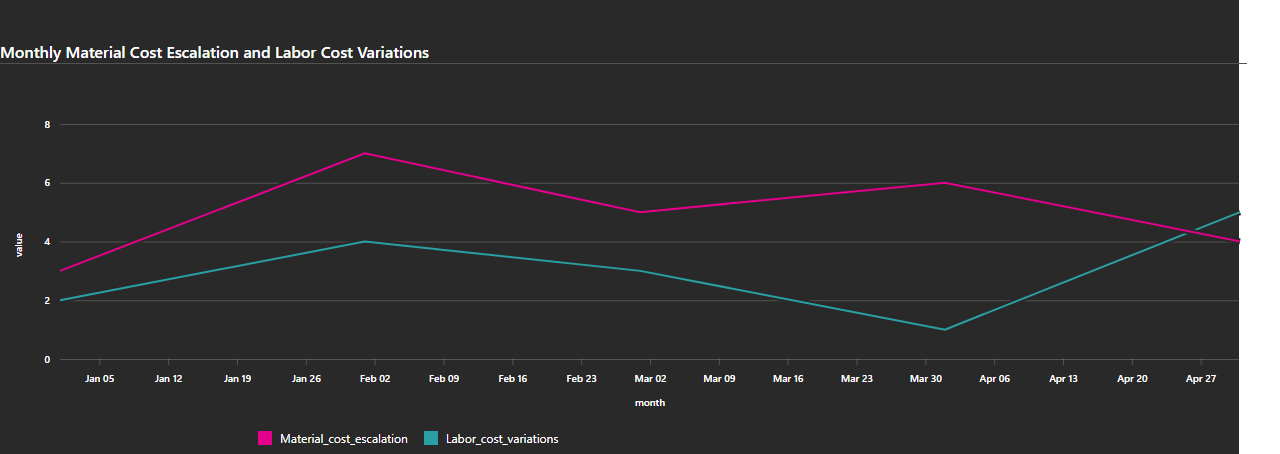 Monthly Material Cost Escalation and Labor Cost Variations
8
6
4
2
0
value
Jan 05 Jan 12 Jan 19 Jan 26 Feb 02 Feb 09 Feb 16 Feb 23 Mar 02 Mar 09 Mar 16 Mar 23 Mar 30 Apr 06 Apr 13 Apr 20 Apr 27
month
Material_cost_escalation Labor_cost_variations